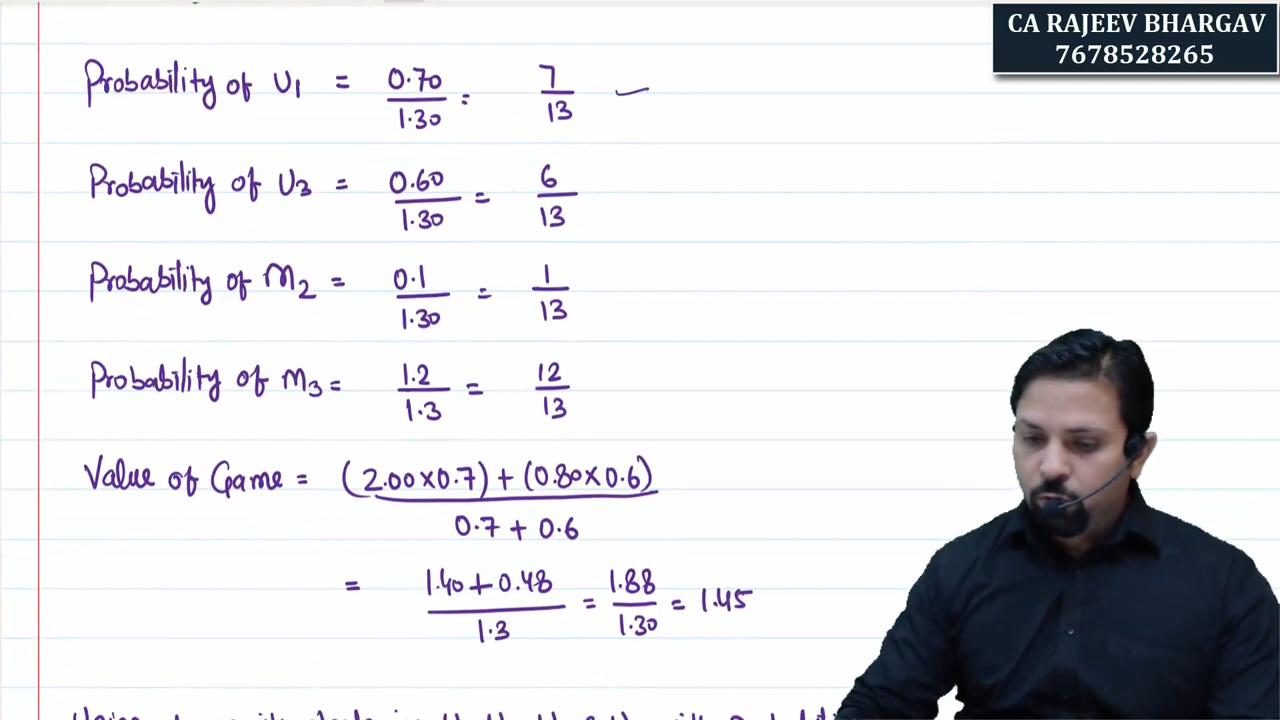 CA RAJEEV BHARGAV
7678528265
Probability of U1 = 0.70/1.30 = 7/13
Probability of U3 = 0.60/1.30 = 6/13
Probability of M2 = 0.1/1.30 = 1/13
Probability of M3 = 1.2/1.3 = 12/13
Value of Game = (2.00×0.7) + (0.80×0.6)
0.7 + 0.6
= 1.40 + 0.48/1.3 = 1.88/1.30 = 1.45